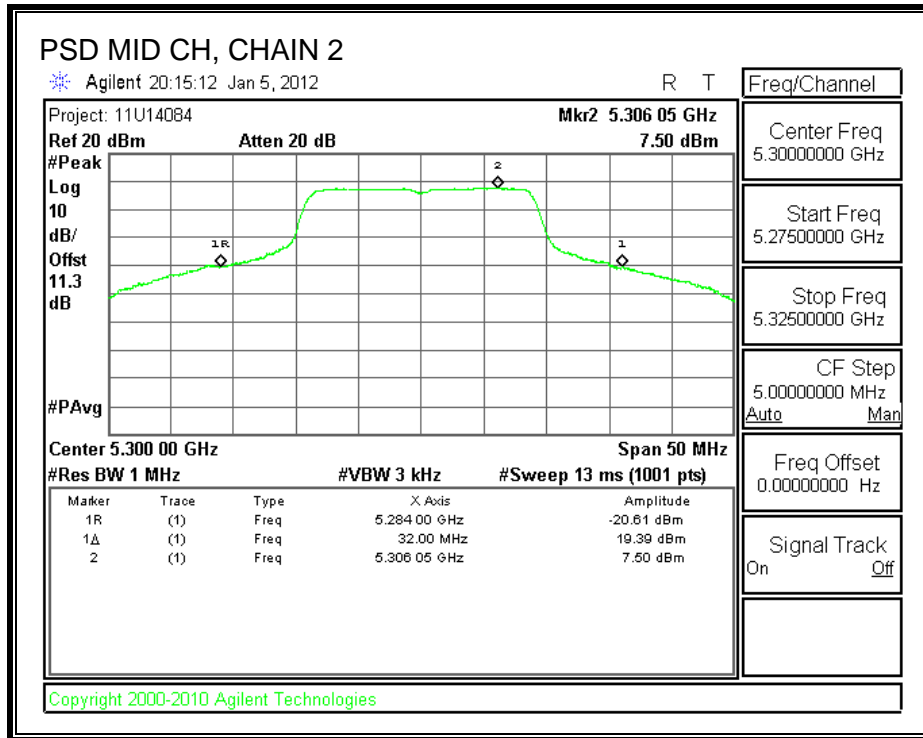 PSD MID CH, CHAIN 2
Agilent 20:15:12 Jan 5, 2012 R T
Project: 11U14084 Mkr2 5.306 05 GHz
Ref 20 dBm Atten 20 dB 7.50 dBm
#Peak
Log
10
dB/
Offst
11.3
dB
#PAvg
2
1R
1
Center 5.300 00 GHz Span 50 MHz
#Res BW 1 MHz #VBW 3 kHz #Sweep 13 ms (1001 pts)
Marker Trace Type X Axis Amplitude
1R (1) Freq 5.284 00 GHz -20.61 dBm
1Δ (1) Freq 32.00 MHz 19.39 dBm
2 (1) Freq 5.306 05 GHz 7.50 dBm
Copyright 2000-2010 Agilent Technologies
Freq/Channel
Center Freq
5.30000000 GHz
Start Freq
5.27500000 GHz
Stop Freq
5.32500000 GHz
CF Step
5.00000000 MHz
Auto Man
Freq Offset
0.00000000 Hz
Signal Track
On Off